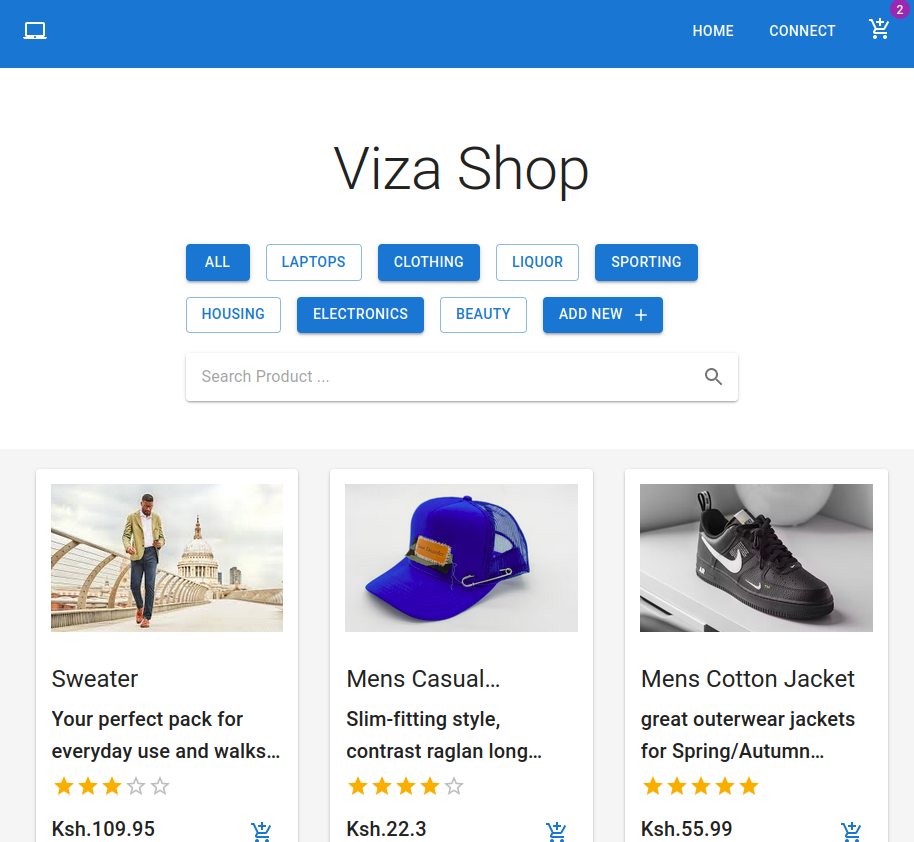 2
HOME CONNECT
Viza Shop
ALL LAPTOPS CLOTHING LIQUOR SPORTING
HOUSING ELECTRONICS BEAUTY ADD NEW +
Search Product ...
Sweater
Your perfect pack for
everyday use and walks...
Ksh.109.95
Mens Casual...
Slim-fitting style,
contrast raglan long...
Ksh.22.3
Mens Cotton Jacket
great outerwear jackets
for Spring/Autumn...
Ksh.55.99